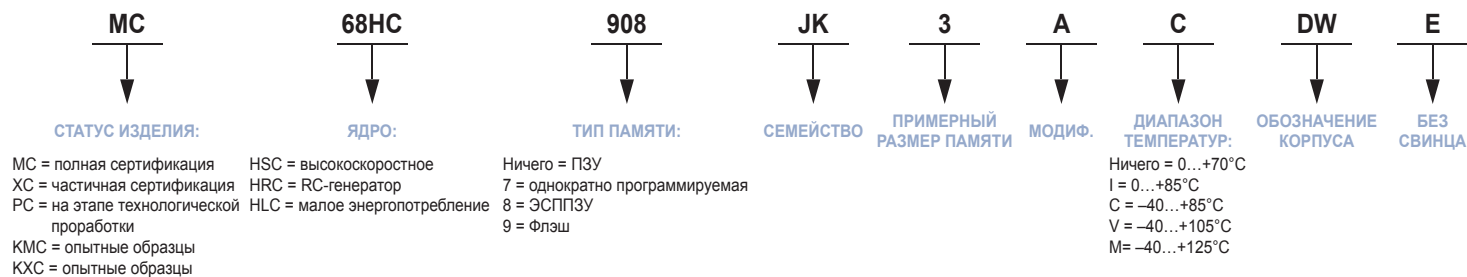 MC 68HC 908 JK 3 A C DW E
СТАТУС ИЗДЕЛИЯ:
MC = полная сертификация
XC = частичная сертификация
PC = на этапе технологической
проработки
KMC = опытные образцы
KXC = опытные образцы
ЯДРО:
HSC = высокоскоростное
HRC = RC-генератор
HLC = малое энергопотребление
ТИП ПАМЯТИ:
Ничего = ПЗУ
7 = однократно программируемая
8 = ЭСППЗУ
9 = Флэш
СЕМЕЙСТВО
ПРИМЕРНЫЙ
РАЗМЕР ПАМЯТИ
МОДИФ.
ДИАПАЗОН
ТЕМПЕРАТУР:
Ничего = 0…+70°C
I = 0…+85°C
C = –40…+85°C
V = –40…+105°C
M= –40…+125°C
ОБОЗНАЧЕНИЕ
КОРПУСА
БЕЗ
СВИНЦА